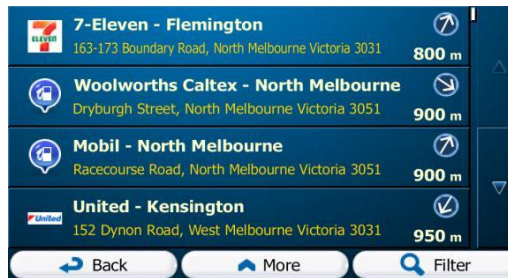 7-Eleven - Flemington
ELEVEN
163-173 Boundary Road, North Melbourne Victoria 3031
800 m
Woolworths Caltex - North Melbourne
Dryburgh Street, North Melbourne Victoria 3051
900 m
Mobil - North Melbourne
Racecourse Road, North Melbourne Victoria 3051
900 m
United - Kensington
United
152 Dynon Road, West Melbourne Victoria 3031
950 m
Back More Filter